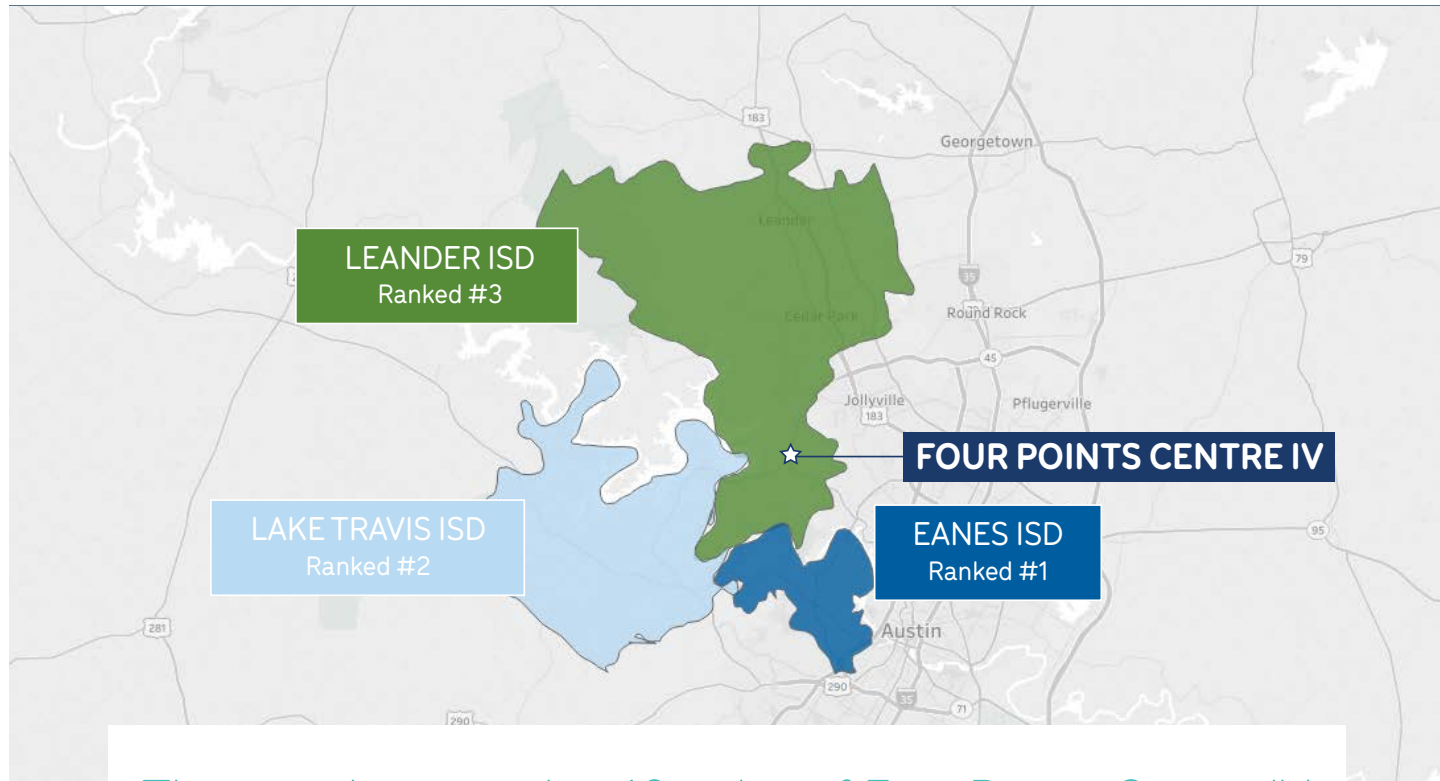 183
Georgetown
Leander
LEANDER ISD
Ranked #3
79
35
Cedar Park
Round Rock
45
Jollyville
183
Pflugerville
FOUR POINTS CENTRE IV
LAKE TRAVIS ISD
Ranked #2
EANES ISD
Ranked #1
95
281
Austin
290
35
71
290